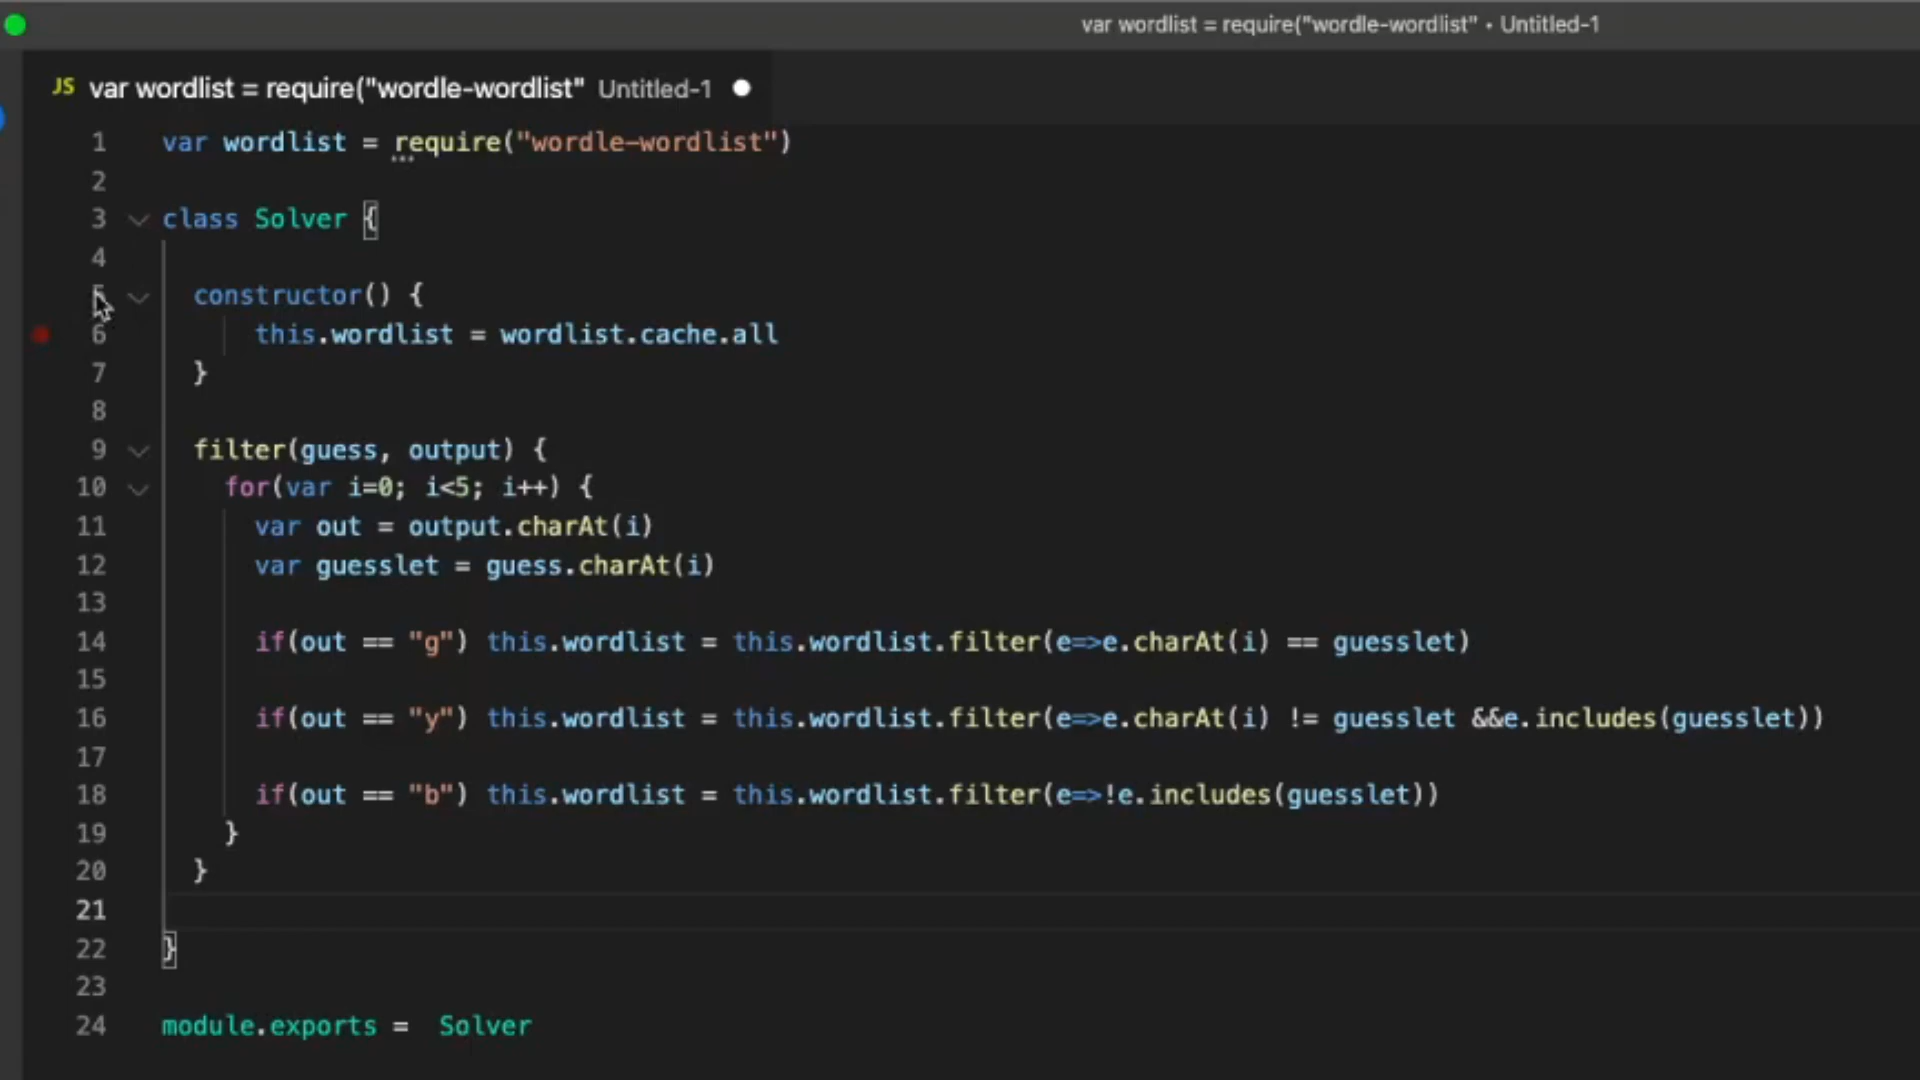 var wordlist = require("wordle-wordlist" • Untitled-1
JS var wordlist = require("wordle-wordlist" Untitled-1
1 var wordlist = require("wordle-wordlist")
2
3 class Solver {
4
5 constructor() {
6 this.wordlist = wordlist.cache.all
7 }
8
9 filter(guess, output) {
10 for(var i=0; i<5; i++) {
11 var out = output.charAt(i)
12 var guesslet = guess.charAt(i)
13
14 if(out == "g") this.wordlist = this.wordlist.filter(e=>e.charAt(i) == guesslet)
15
16 if(out == "y") this.wordlist = this.wordlist.filter(e=>e.charAt(i) != guesslet &&e.includes(guesslet))
17
18 if(out == "b") this.wordlist = this.wordlist.filter(e=>!e.includes(guesslet))
19 }
20 }
21
22 }
23
24 module.exports = Solver